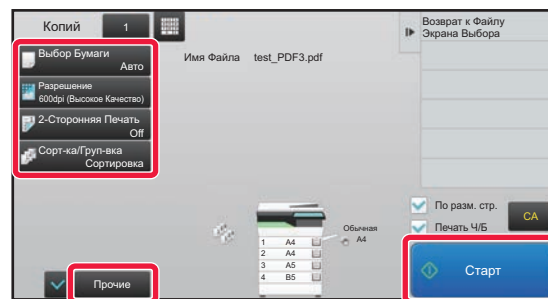 Копий 1
Выбор Бумаги
Авто
Разрешение
600dpi (Высокое Качество)
2-Сторонняя Печать
Off
Сорт-ка/Груп-вка
Сортировка
Прочие
Имя Файла test_PDF3.pdf
1 A4
2 A4
3 A5
4 B5
Обычная
A4
Возврат к Файлу
Экрана Выбора
По разм. стр.
Печать Ч/Б
CA
Старт